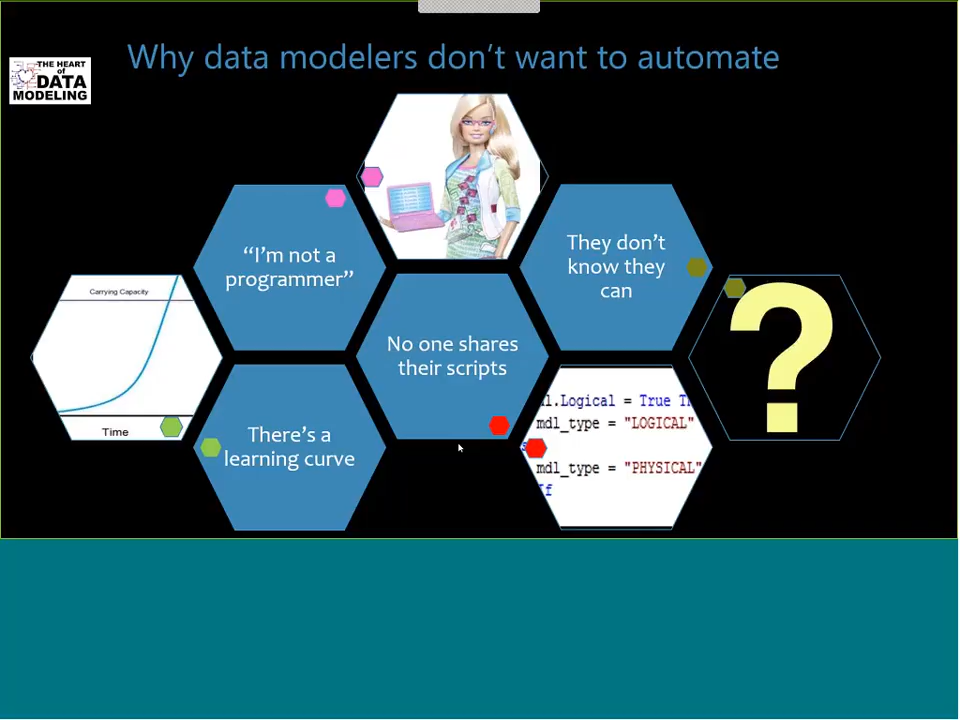 Why data modelers don't want to automate
THE HEART
of
DATA
MODELING
"I'm not a
programmer"
They don't
know they
can
Carrying Capacity
Time
No one shares
their scripts
There's a
learning curve
.Logical = True
mdl_type = "LOGICAL"
mdl_type = "PHYSICAL"
If
?